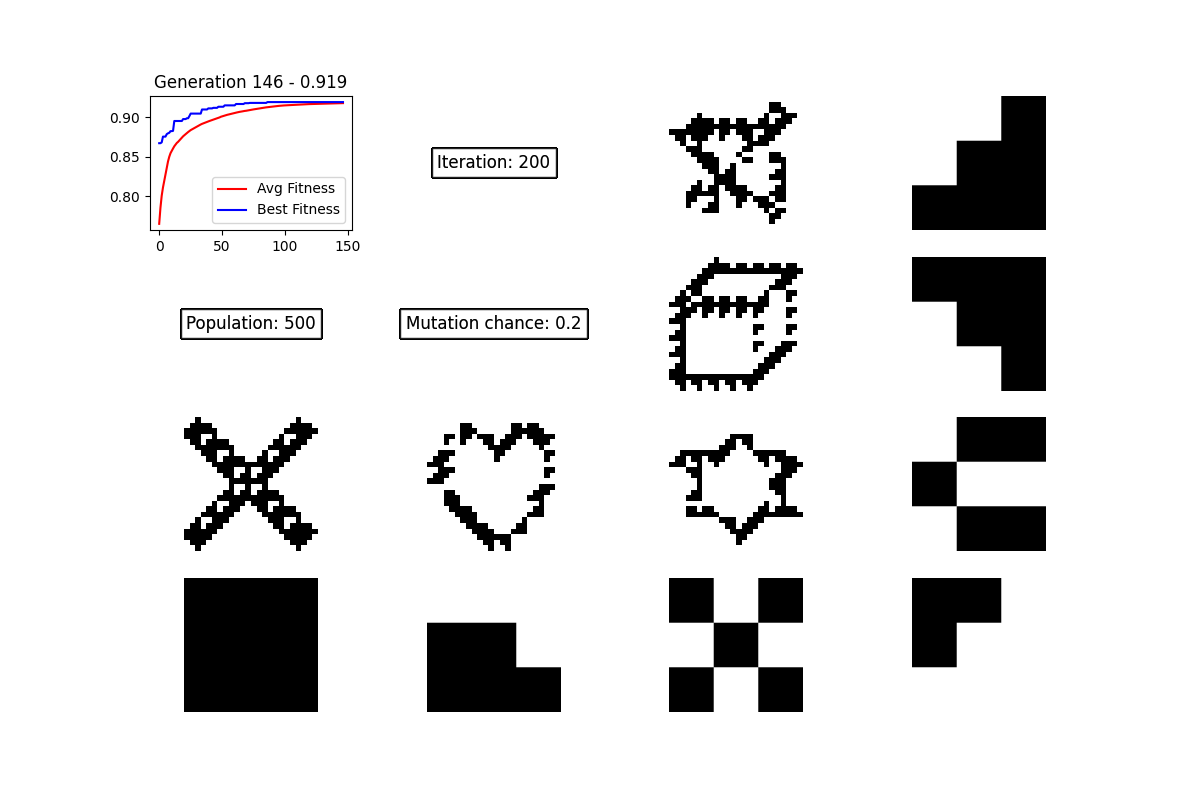 Generation 146 - 0.919
0.90
0.85
0.80
Avg Fitness
Best Fitness
0 50 100 150
Iteration: 200
Population: 500
Mutation chance: 0.2